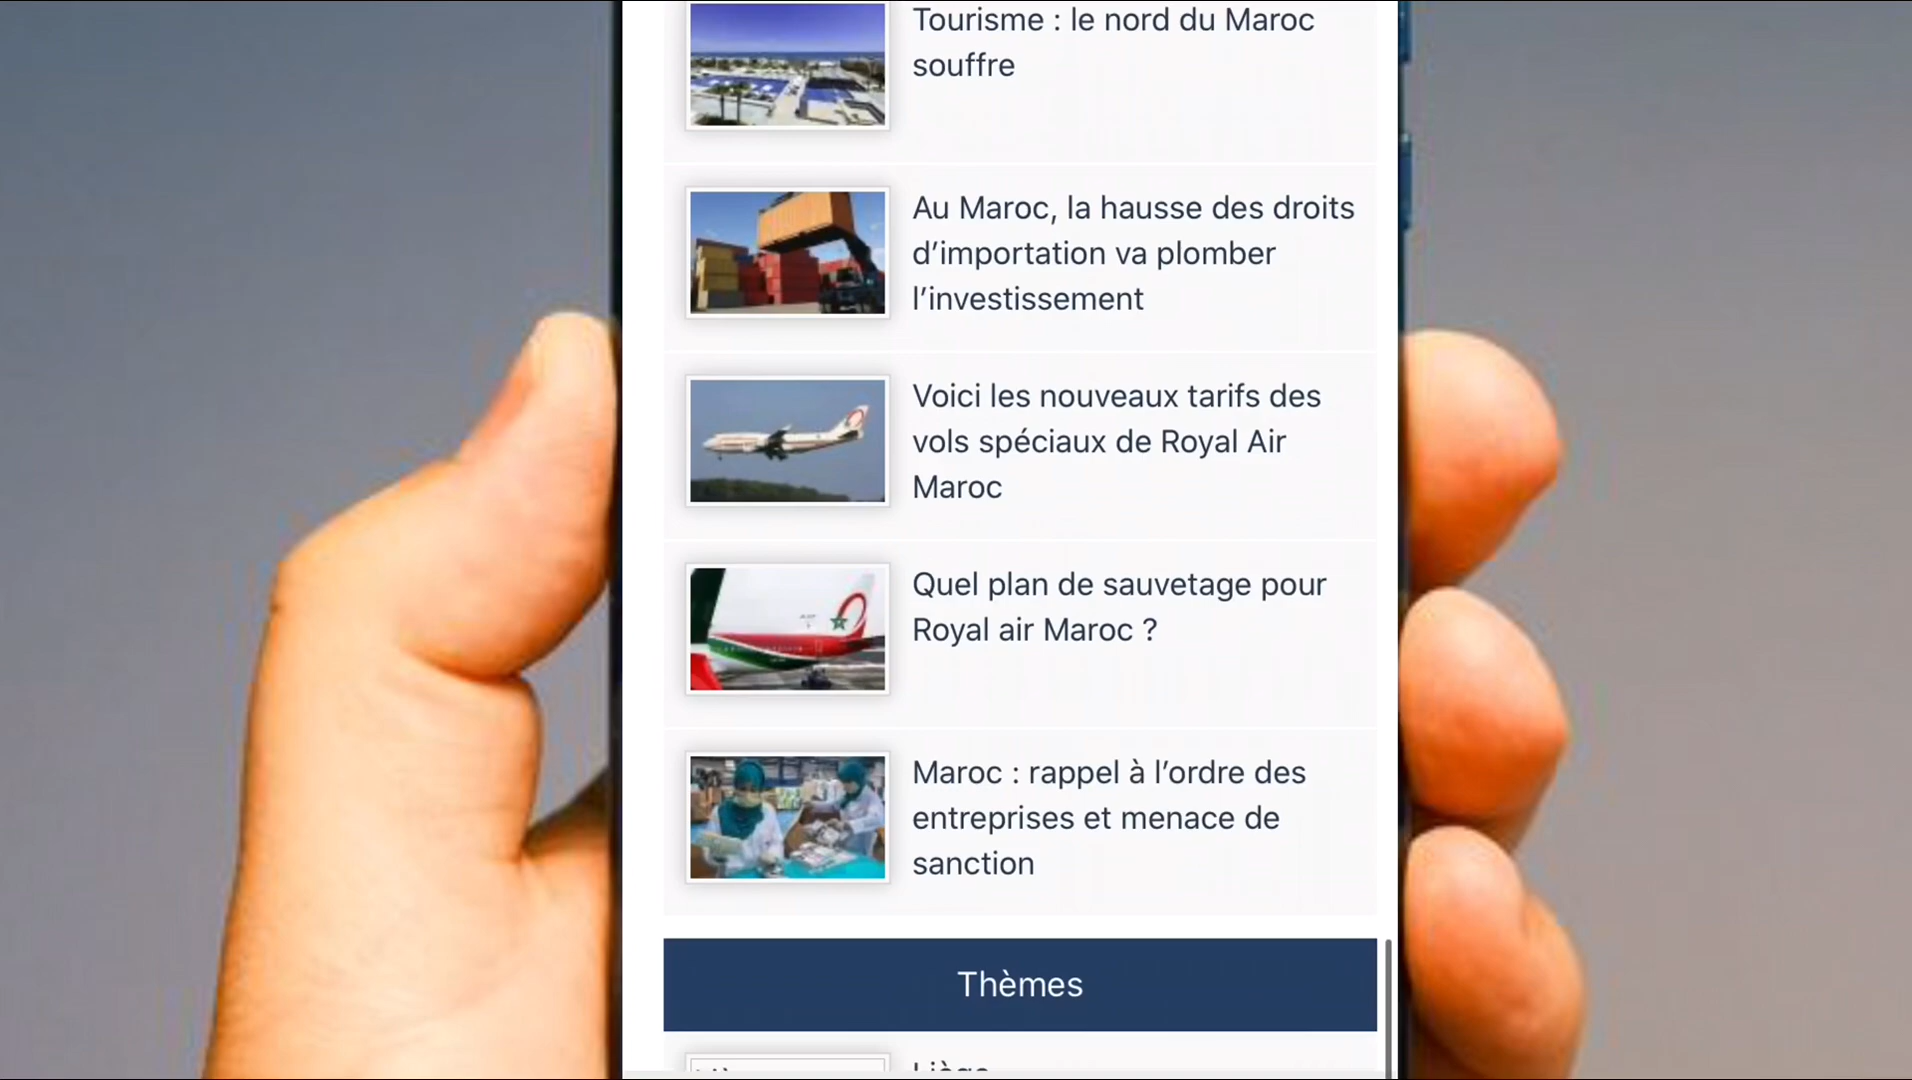 Tourisme : le nord du Maroc
souffre
Au Maroc, la hausse des droits
d’importation va plomber
l’investissement
Voici les nouveaux tarifs des
vols spéciaux de Royal Air
Maroc
Quel plan de sauvetage pour
Royal air Maroc ?
Maroc : rappel à l’ordre des
entreprises et menace de
sanction
Thèmes
Liège